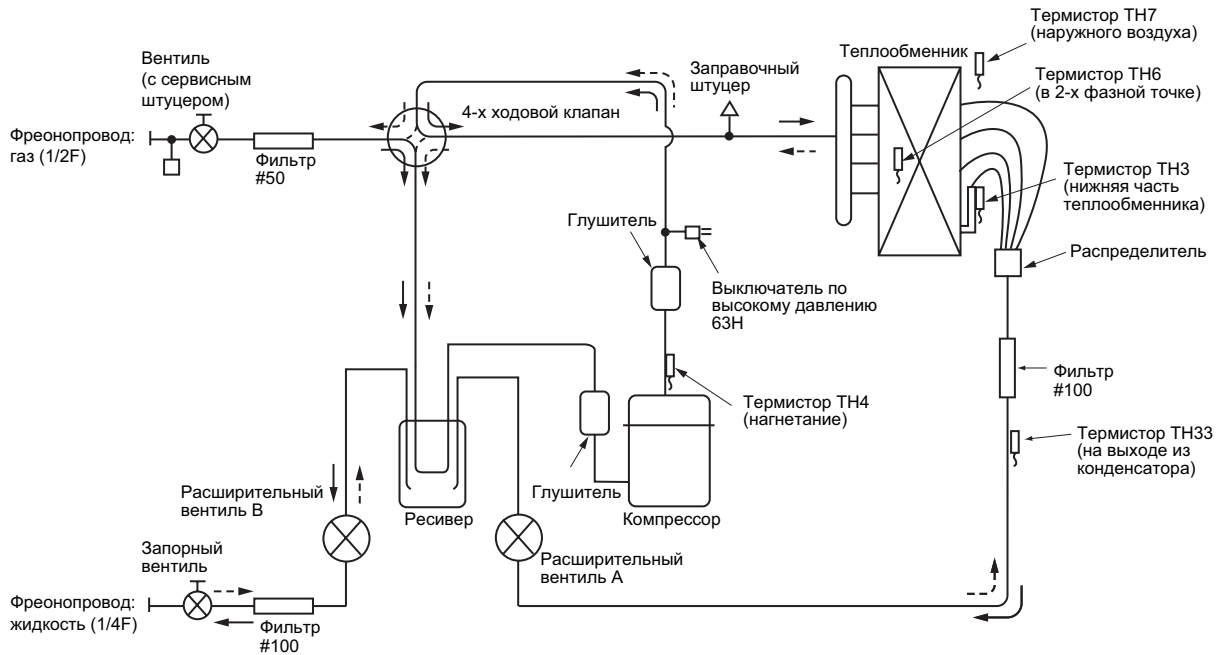 Термистор TH7
(наружного воздуха)
Теплообменник
Вентиль
(с сервисным
штуцером)
Заправочный
штуцер
Термистор TH6
(в 2-х фазной точке)
4-х ходовой клапан
Фреонопровод:
газ (1/2F)
Фильтр
#50
Термистор TH3
(нижняя часть
теплообменника)
Глушитель
Распределитель
Выключатель по
высокому давлению
63H
Фильтр
#100
Термистор TH4
(нагнетание)
Термистор TH33
(на выходе из
конденсатора)
Расширительный
вентиль B
Глушитель
Ресивер
Компрессор
Запорный
вентиль
Расширительный
вентиль A
Фреонопровод:
жидкость (1/4F)
Фильтр
#100